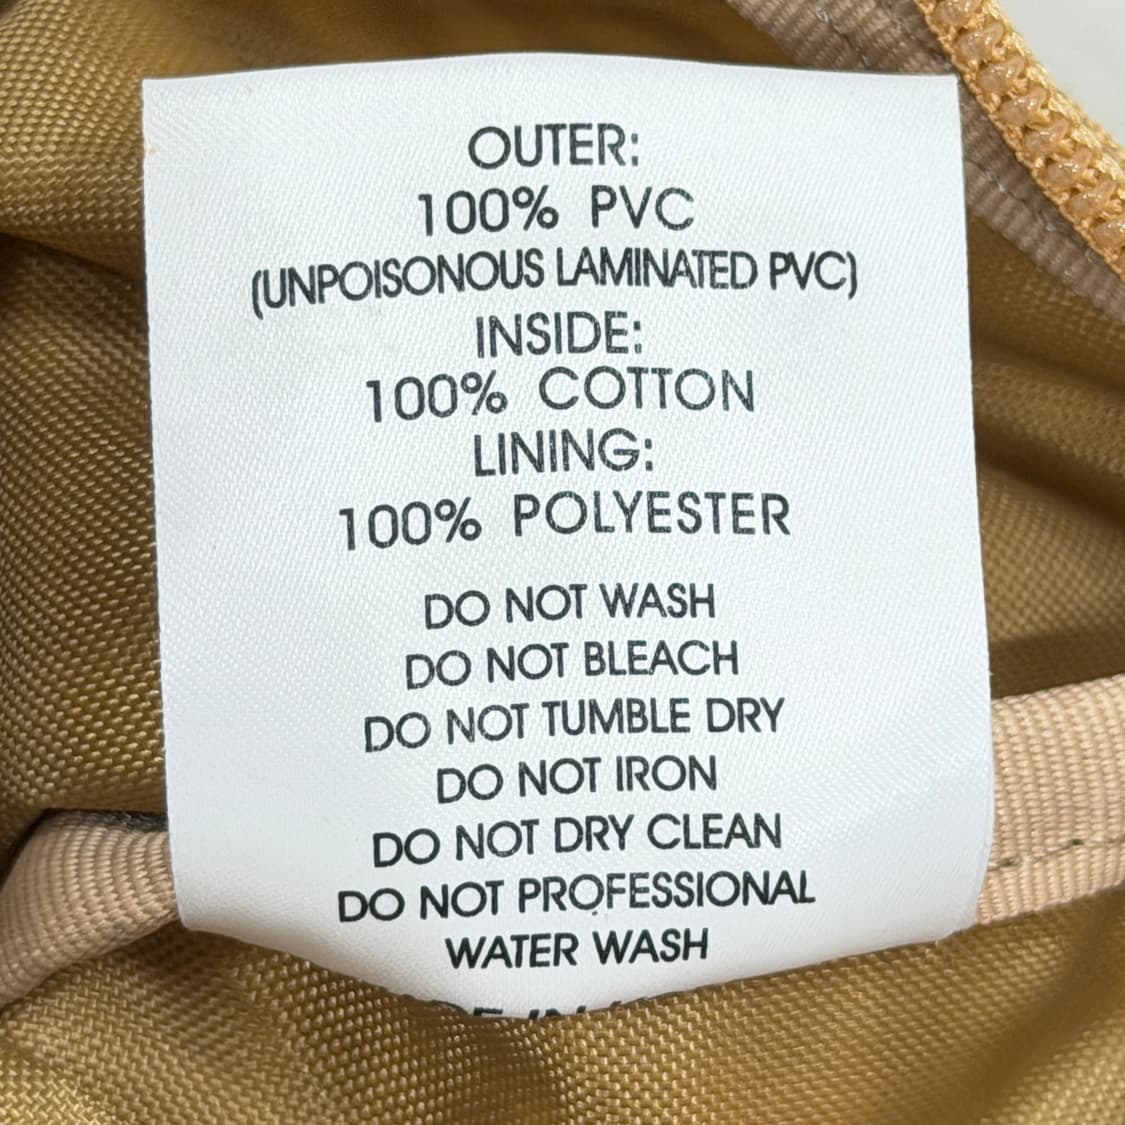 OUTER:
100% PVC
(UNPOISONOUS LAMINATED PVC)
INSIDE:
100% COTTON
LINING:
100% POLYESTER
DO NOT WASH
DO NOT BLEACH
DO NOT TUMBLE DRY
DO NOT IRON
DO NOT DRY CLEAN
DO NOT PROFESSIONAL
WATER WASH